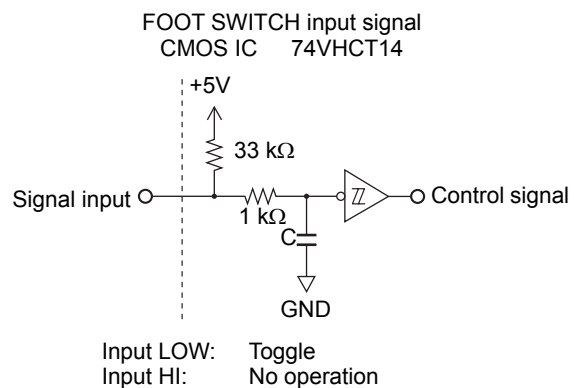 FOOT SWITCH input signal
CMOS IC 74VHCT14
+5V
33 kΩ
Signal input
1 kΩ
Control signal
C
GND
Input LOW: Toggle
Input HI: No operation